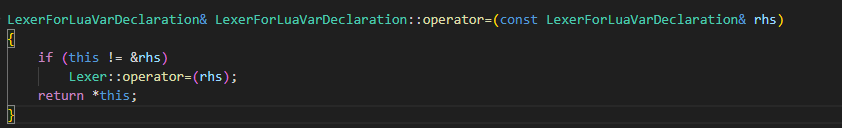 LexerForLuaVarDeclaration& LexerForLuaVarDeclaration::operator=(const LexerForLuaVarDeclaration& rhs)
{
    if (this != &rhs)
        Lexer::operator=(rhs);
    return *this;
}